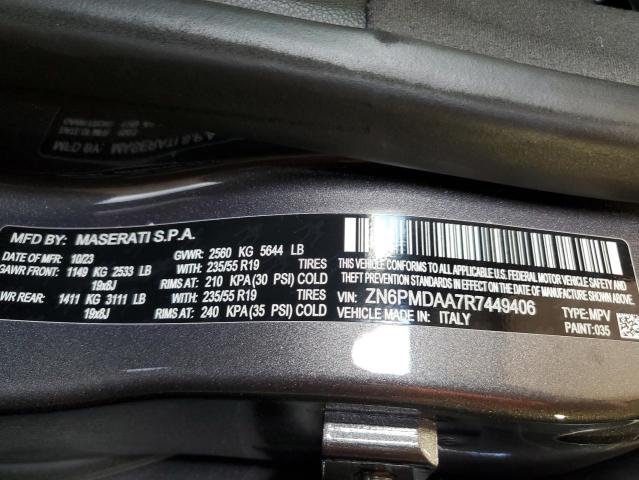 MFD BY: MASERATI S.P.A.
DATE OF MFR: 10/23 GVWR: 2560 KG 5644 LB
GAWR FRONT: 1149 KG 2533 LB WITH: 235/55 R19 TIRES
19x8J RIMS AT: 210 KPA(30 PSI) COLD
WR REAR: 1411 KG 3111 LB WITH: 235/55 R19 TIRES
19x8J RIMS AT: 240 KPA(35 PSI) COLD
THIS VEHICLE CONFORMS TO ALL APPLICABLE U.S. FEDERAL MOTOR VEHICLE SAFETY
THEFT PREVENTION STANDARDS IN EFFECT ON THE DATE OF MANUFACTURE SHOWN ABOVE.
VIN: ZN6PMDAA7R7449406 TYPE: MPV
VEHICLE MADE IN: ITALY PAINT: 035